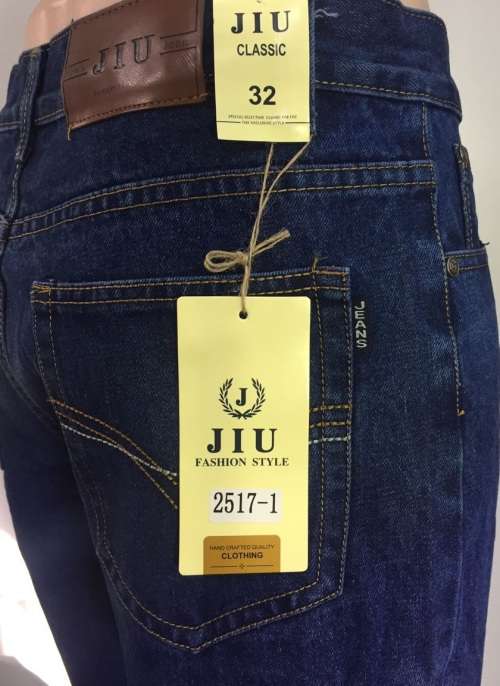 JIU
JIU
CLASSIC
32
JEANS
J
JIU
FASHION STYLE
2517-1
HAND CRAFTED QUALITY
CLOTHING